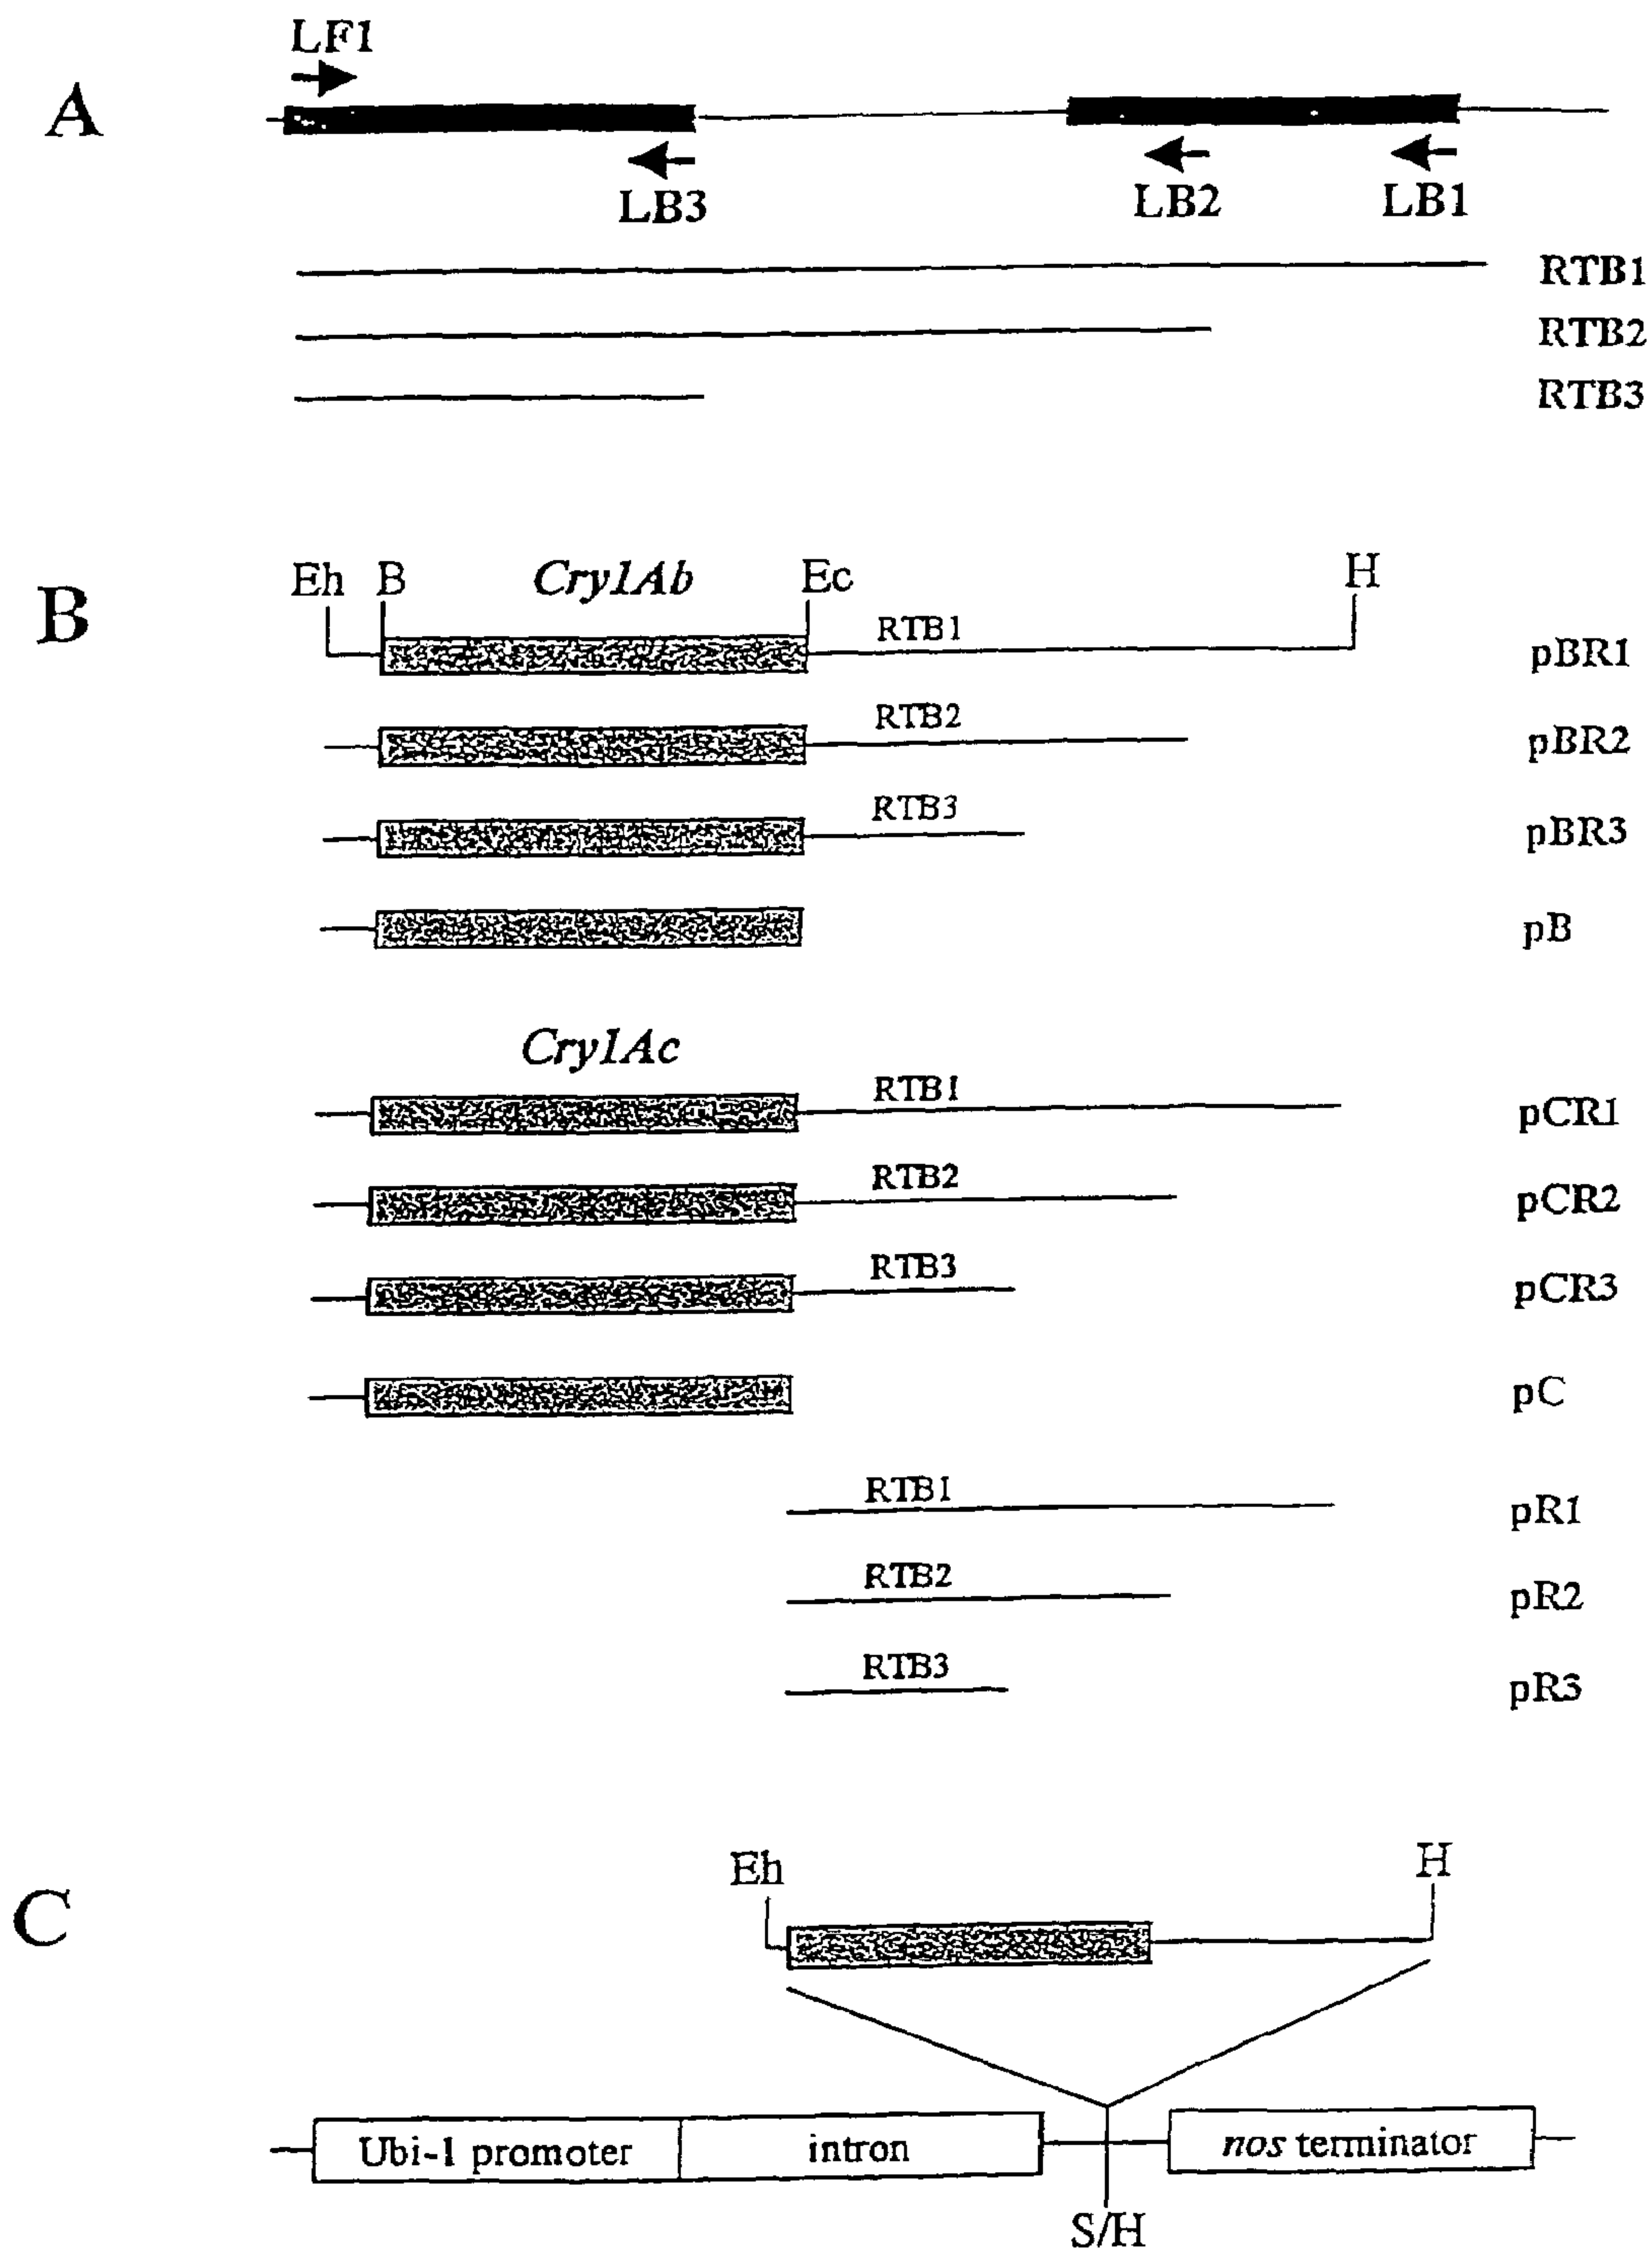 LF1
A
LB3 LB2 LB1
RTB1
RTB2
RTB3
B
Eh B Cry1Ab Ec H
RTB1 pBR1
RTB2 pBR2
RTB3 pBR3
pB
Cry1Ac
RTB1 pCR1
RTB2 pCR2
RTB3 pCR3
pC
RTB1 pR1
RTB2 pR2
RTB3 pR3
C
Eh H
Ubi-1 promoter intron nos terminator
S/H